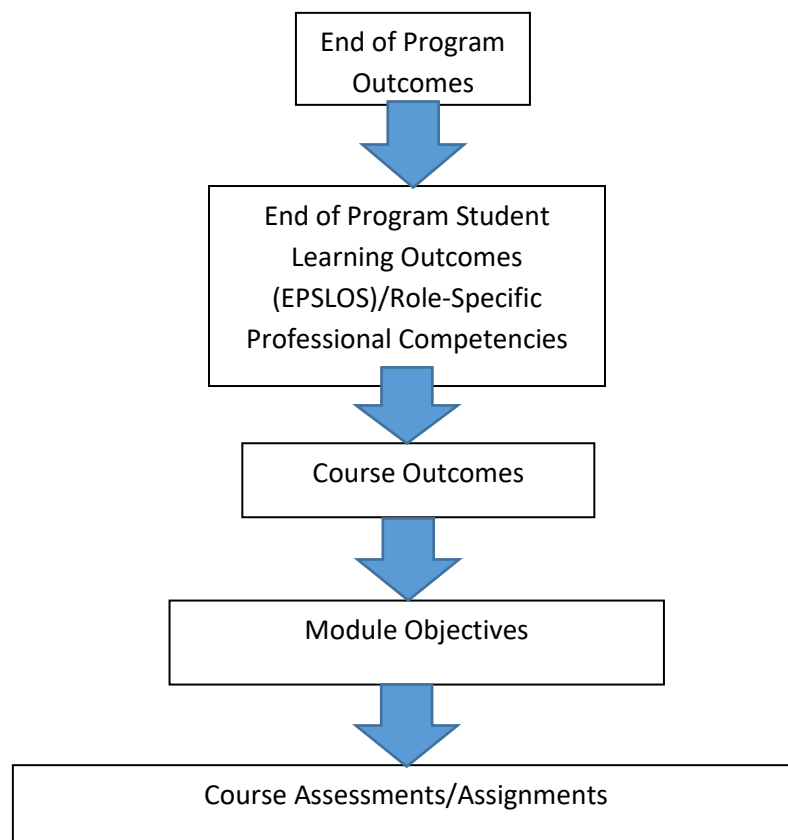 End of Program
Outcomes
End of Program Student
Learning Outcomes
(EPSLOS)/Role-Specific
Professional Competencies
Course Outcomes
Module Objectives
Course Assessments/Assignments